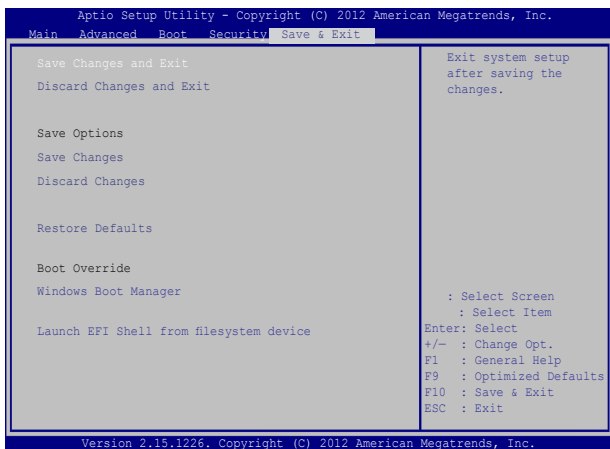 Aptio Setup Utility - Copyright (C) 2012 American Megatrends, Inc.
Main Advanced Boot Security Save & Exit
Save Changes and Exit
Discard Changes and Exit
Save Options
Save Changes
Discard Changes
Restore Defaults
Boot Override
Windows Boot Manager
Launch EFI Shell from filesystem device
Exit system setup
after saving the
changes.
: Select Screen
: Select Item
Enter: Select
+/— : Change Opt.
F1 : General Help
F9 : Optimized Defaults
F10 : Save & Exit
ESC : Exit
Version 2.15.1226. Copyright (C) 2012 American Megatrends, Inc.